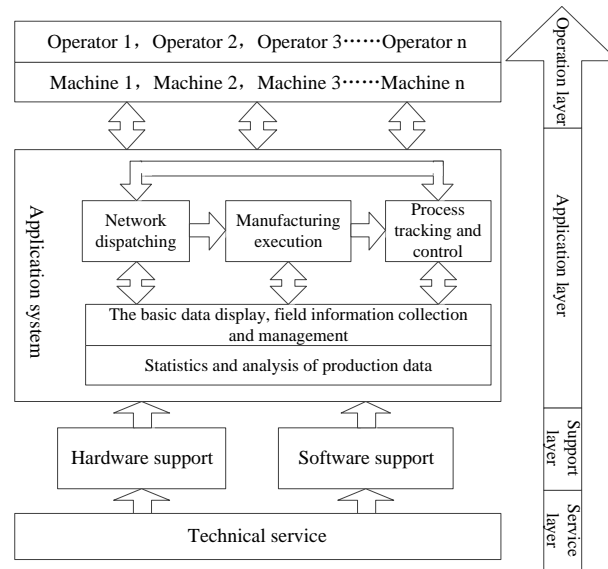 Operator 1，Operator 2，Operator 3……Operator n
Machine 1，Machine 2，Machine 3……Machine n
Application system
Network
dispatching
Manufacturing
execution
Process
tracking and
control
The basic data display, field information collection
and management
Statistics and analysis of production data
Hardware support
Software support
Technical service
Operation layer
Application layer
Support
layer
Service
layer